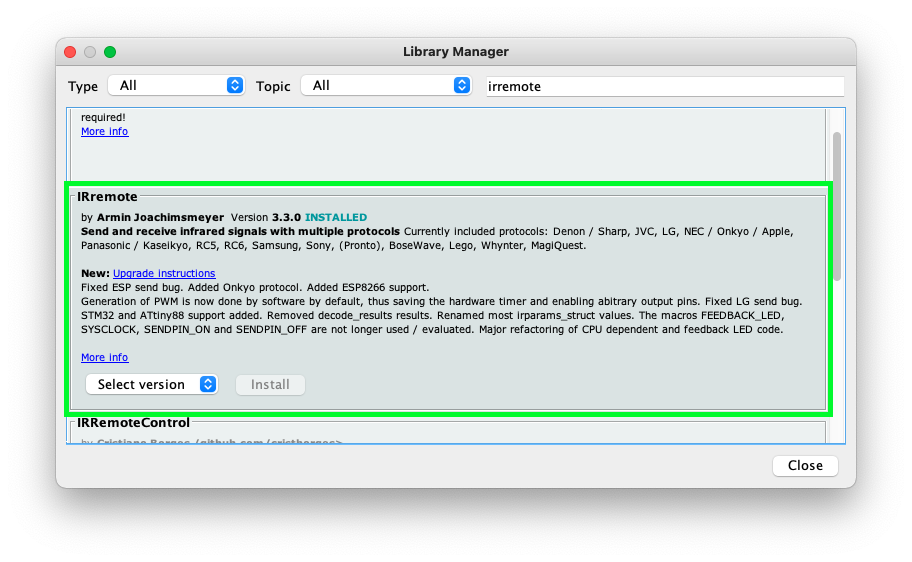 Library Manager
Type All Topic All irremote
required!
More info
IRremote
by Armin Joachimsmeyer Version 3.3.0 INSTALLED
Send and receive infrared signals with multiple protocols Currently included protocols: Denon / Sharp, JVC, LG, NEC / Onkyo / Apple,
Panasonic / Kaseikyo, RC5, RC6, Samsung, Sony, (Pronto), BoseWave, Lego, Whynter, MagiQuest.
New: Upgrade instructions
Fixed ESP send bug. Added Onkyo protocol. Added ESP8266 support.
Generation of PWM is now done by software by default, thus saving the hardware timer and enabling abitrary output pins. Fixed LG send bug.
STM32 and ATtiny88 support added. Removed decode_results results. Renamed most irparams_struct values. The macros FEEDBACK_LED,
SYSCLOCK, SENDPIN_ON and SENDPIN_OFF are not longer used / evaluated. Major refactoring of CPU dependent and feedback LED code.
More info
Select version Install
IRRemoteControl
by Cristiano Borges
Close